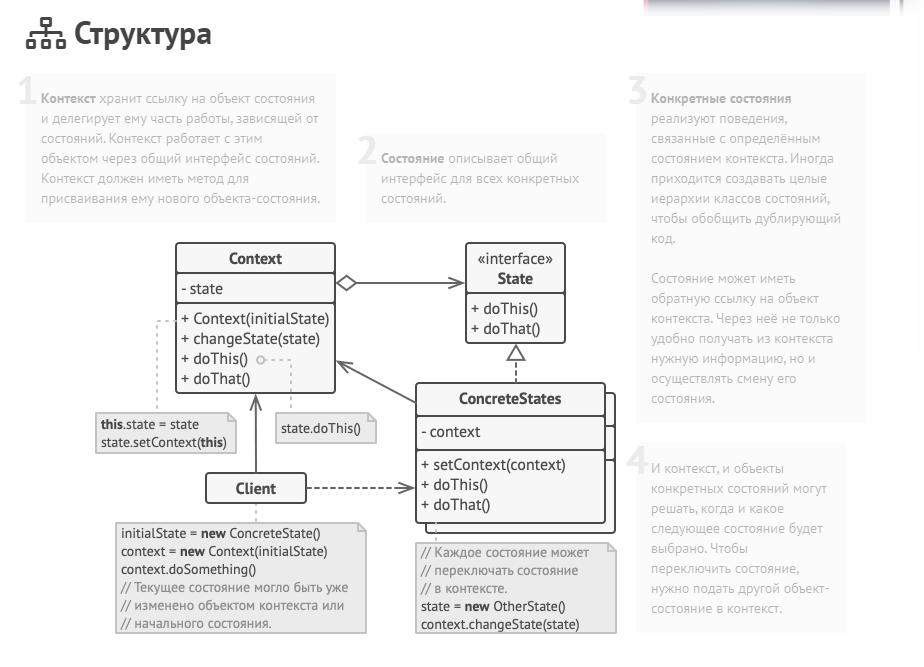 Структура
1
Контекст хранит ссылку на объект состояния
и делегирует ему часть работы, зависящей от
состояний. Контекст работает с этим
объектом через общий интерфейс состояний.
Контекст должен иметь метод для
присваивания ему нового объекта-состояния.
2
Состояние описывает общий
интерфейс для всех конкретных
состояний.
3
Конкретные состояния
реализуют поведения,
связанные с определённым
состоянием контекста. Иногда
приходится создавать целые
иерархии классов состояний,
чтобы обобщить дублирующий
код.
Состояние может иметь
обратную ссылку на объект
контекста. Через неё не только
удобно получать из контекста
нужную информацию, но и
осуществлять смену его
состояния.
Context
- state
+ Context(initialState)
+ changeState(state)
+ doThis()
+ doThat()
«interface»
State
+ doThis()
+ doThat()
this.state = state
state.setContext(this)
state.doThis()
ConcreteStates
- context
+ setContext(context)
+ doThis()
+ doThat()
Client
initialState = new ConcreteState()
context = new Context(initialState)
context.doSomething()
// Текущее состояние могло быть уже
// изменено объектом контекста или
// начального состояния.
// Каждое состояние может
// переключать состояние
// в контексте.
state = new OtherState()
context.changeState(state)
4
И контекст, и объекты
конкретных состояний могут
решать, когда и какое
следующее состояние будет
выбрано. Чтобы
переключить состояние,
нужно подать другой объект-
состояние в контекст.